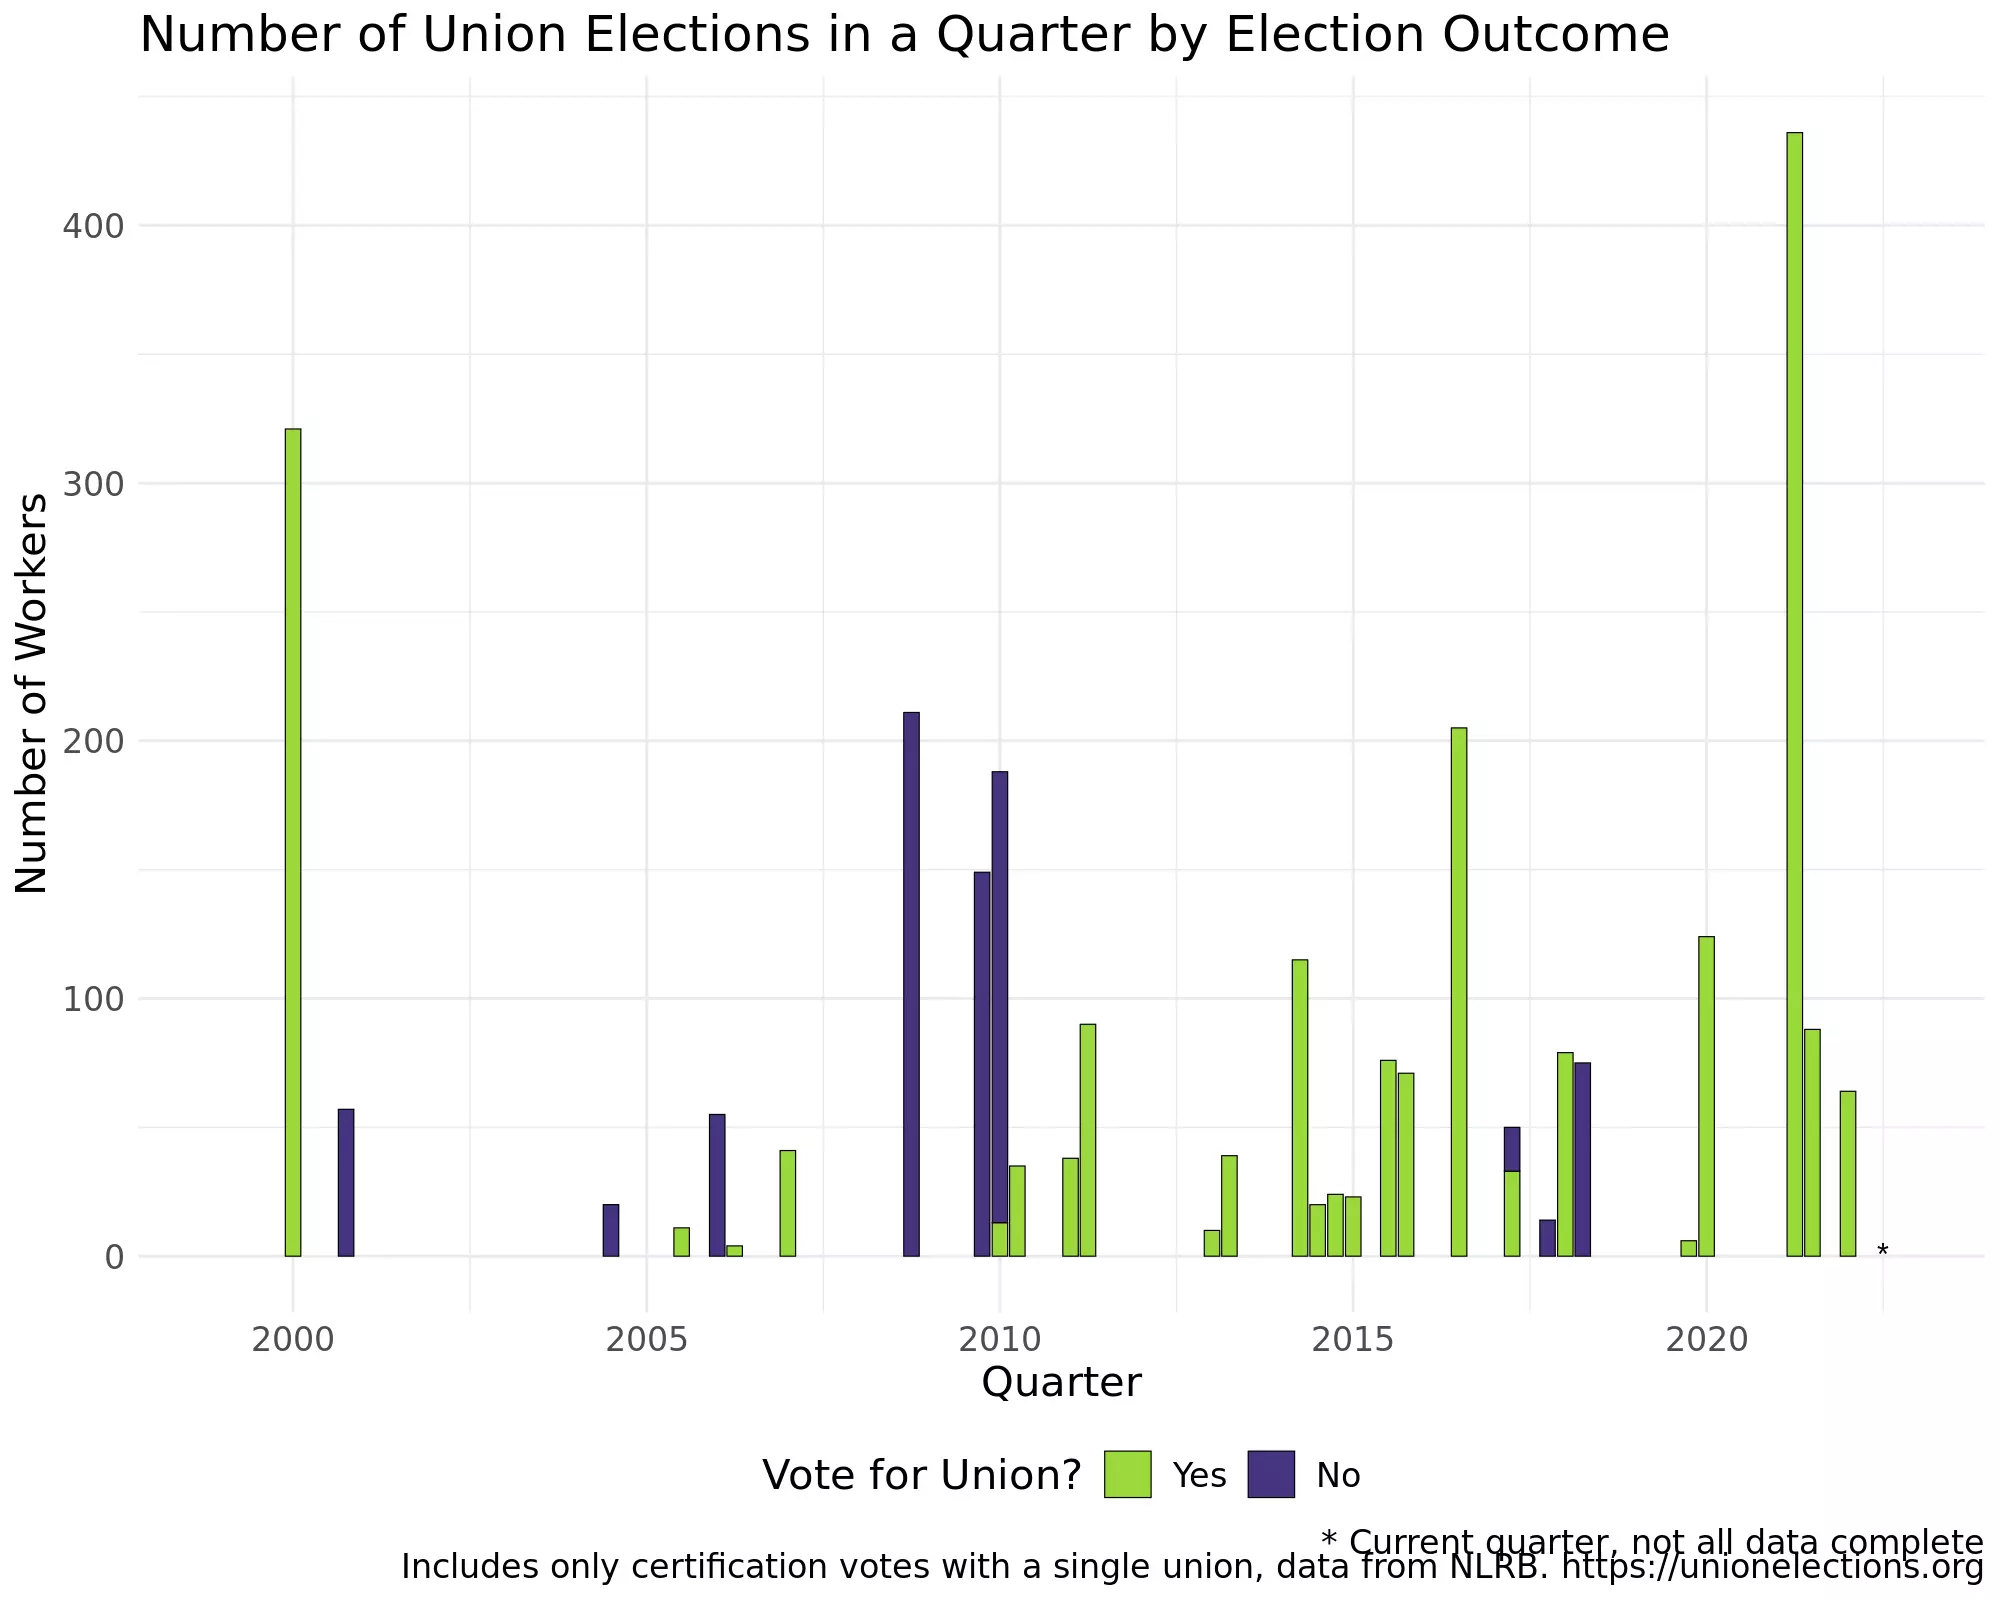 Number of Union Elections in a Quarter by Election Outcome
Number of Workers
400
300
200
100
0
*
2000 2005 2010 2015 2020
Quarter
Vote for Union? Yes No
* Current quarter, not all data complete
Includes only certification votes with a single union, data from NLRB. https://unionelections.org